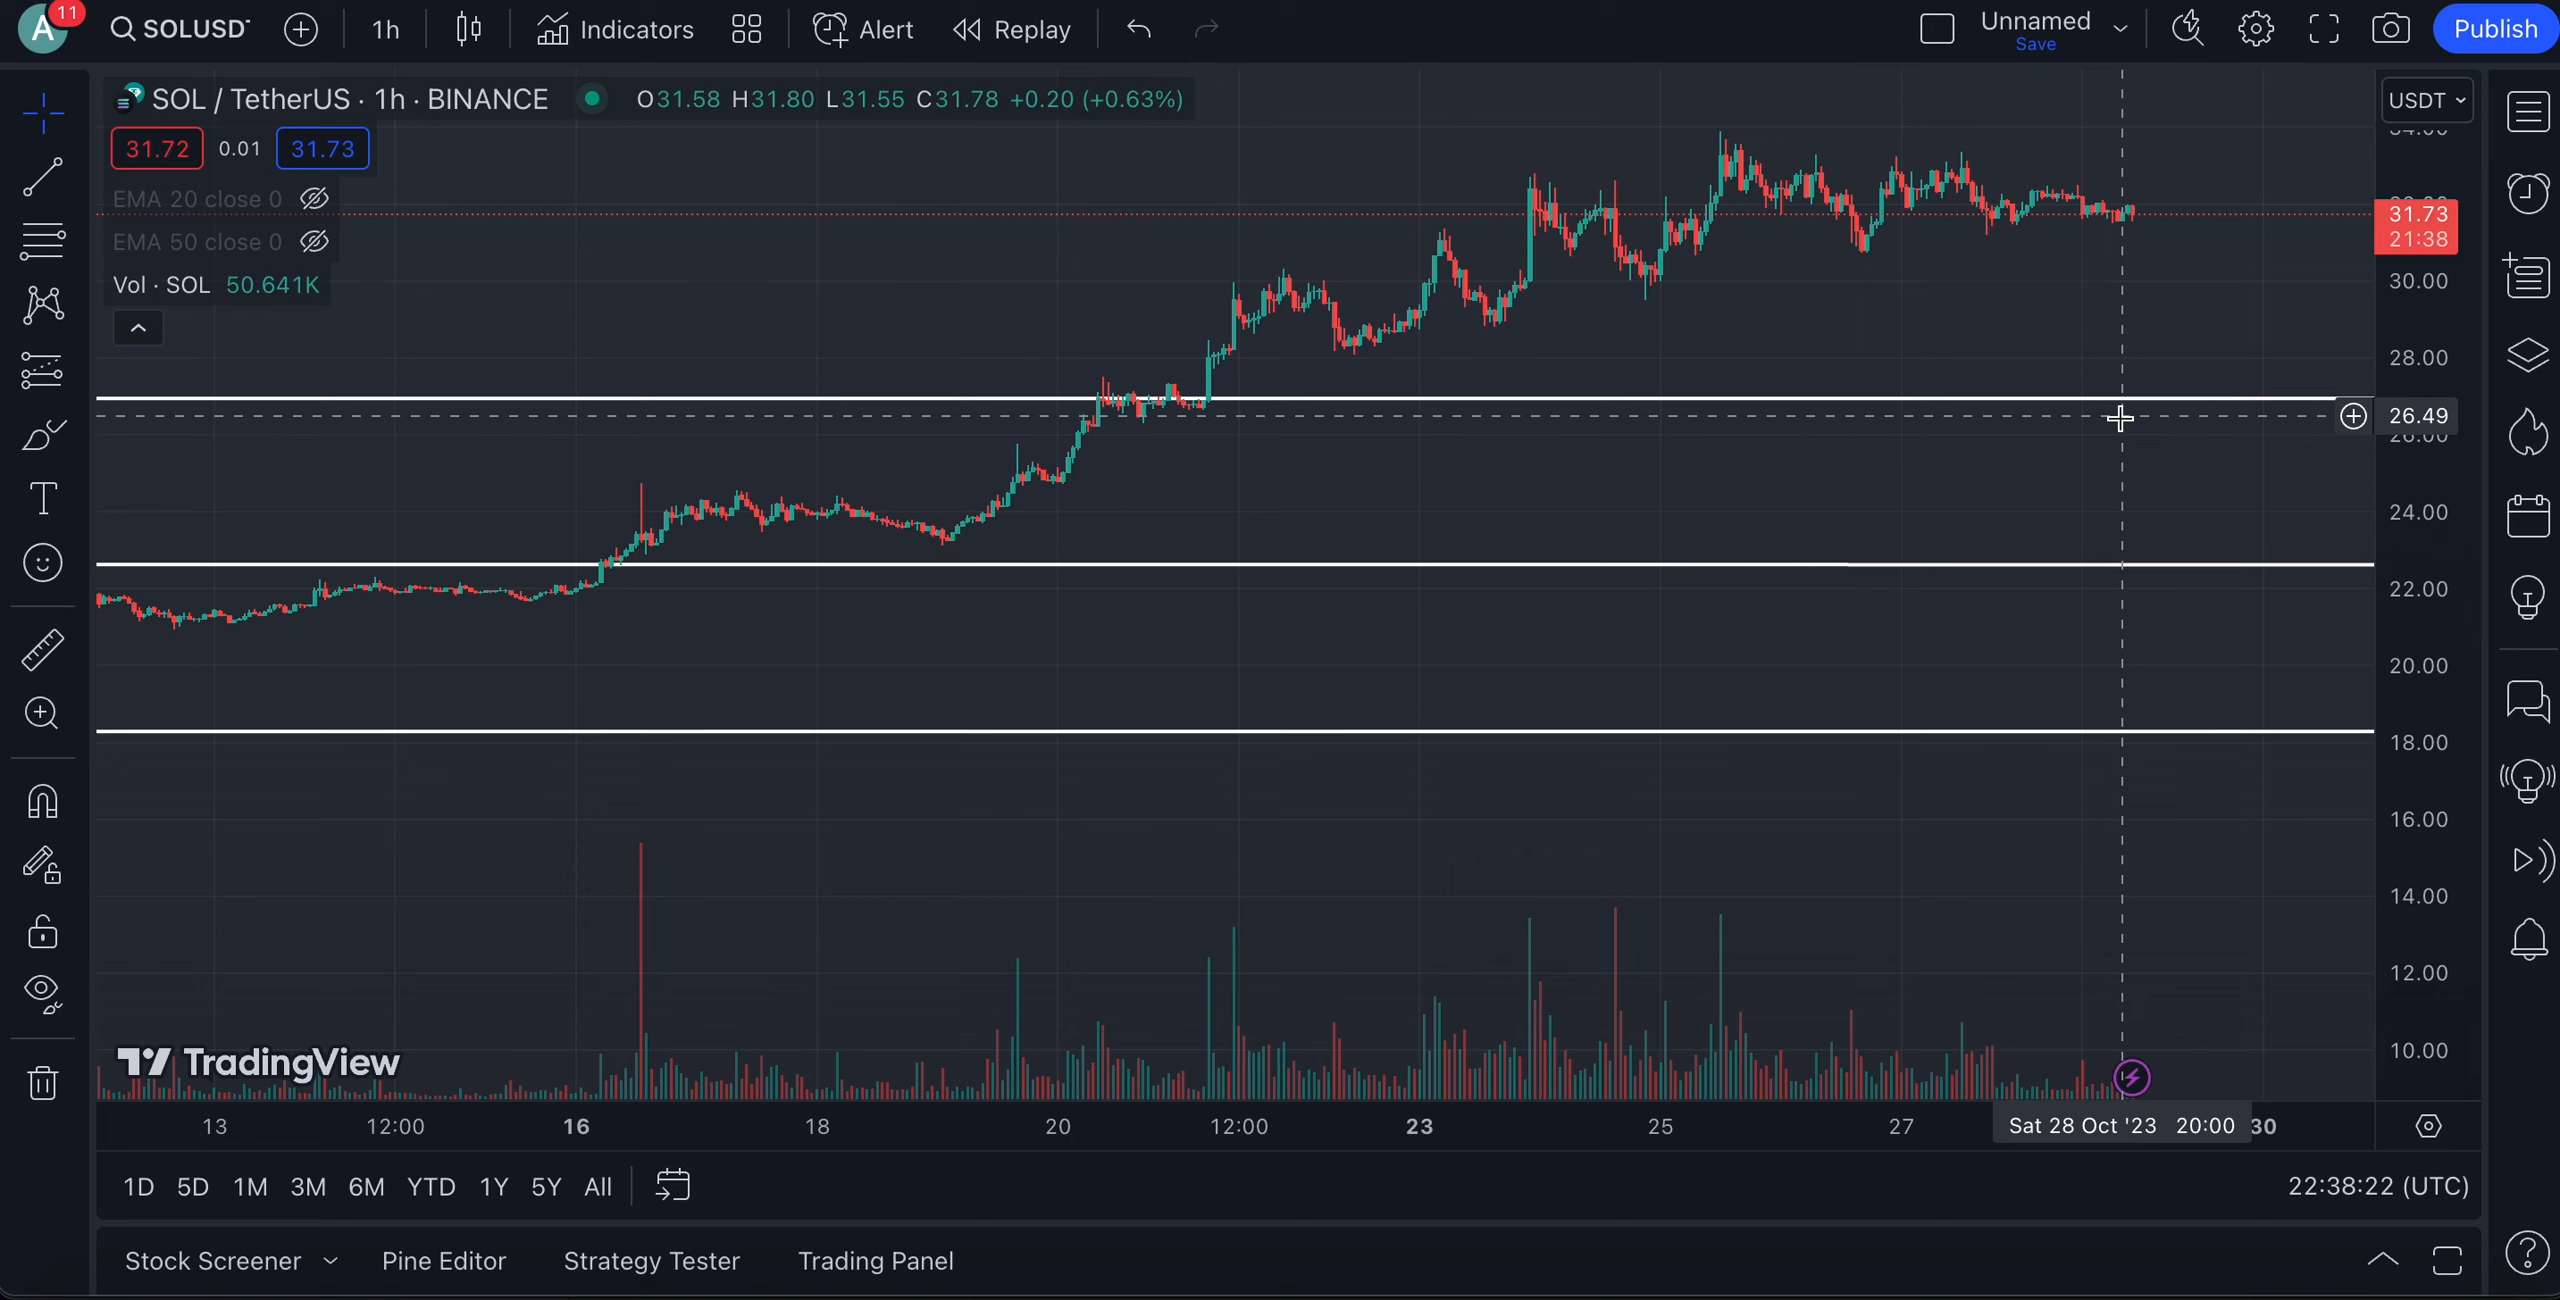 A 11 SOLUSDT 1h Indicators Alert Replay Unnamed Publish
Save
SOL / TetherUS · 1h · BINANCE O31.58 H31.80 L31.55 C31.78 +0.20 (+0.63%) USDT
31.72 0.01 31.73
EMA 20 close 0
EMA 50 close 0
Vol · SOL 50.641K
34.00
31.73
21:38
30.00
28.00
26.49
26.00
24.00
22.00
20.00
18.00
16.00
14.00
12.00
10.00
TradingView
13 12:00 16 18 20 12:00 23 25 27 Sat 28 Oct '23 20:00 30
1D 5D 1M 3M 6M YTD 1Y 5Y All 22:38:22 (UTC)
Stock Screener Pine Editor Strategy Tester Trading Panel